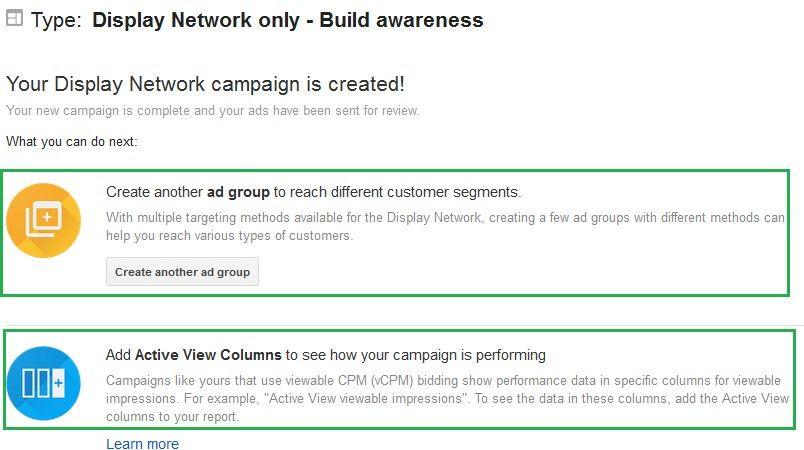 Type: Display Network only - Build awareness
Your Display Network campaign is created!
Your new campaign is complete and your ads have been sent for review.
What you can do next:
Create another ad group to reach different customer segments.
With multiple targeting methods available for the Display Network, creating a few ad groups with different methods can
help you reach various types of customers.
Create another ad group
Add Active View Columns to see how your campaign is performing
Campaigns like yours that use viewable CPM (vCPM) bidding show performance data in specific columns for viewable
impressions. For example, "Active View viewable impressions". To see the data in these columns, add the Active View
columns to your report.
Learn more